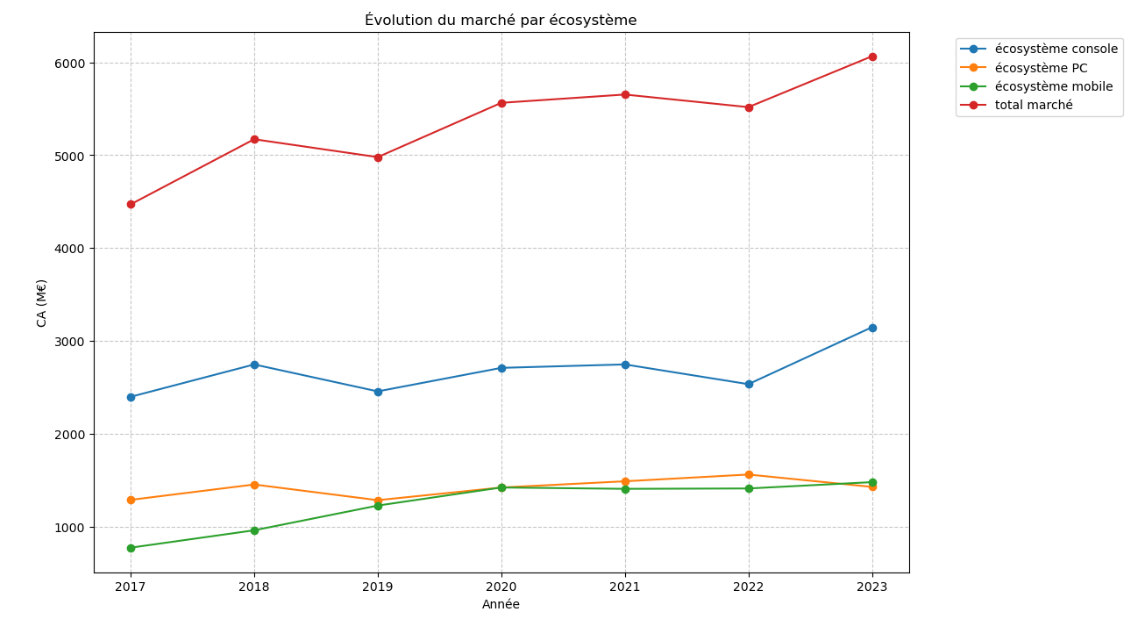 Évolution du marché par écosystème
écosystème console
écosystème PC
écosystème mobile
total marché
CA (M€)
6000
5000
4000
3000
2000
1000
2017 2018 2019 2020 2021 2022 2023
Année